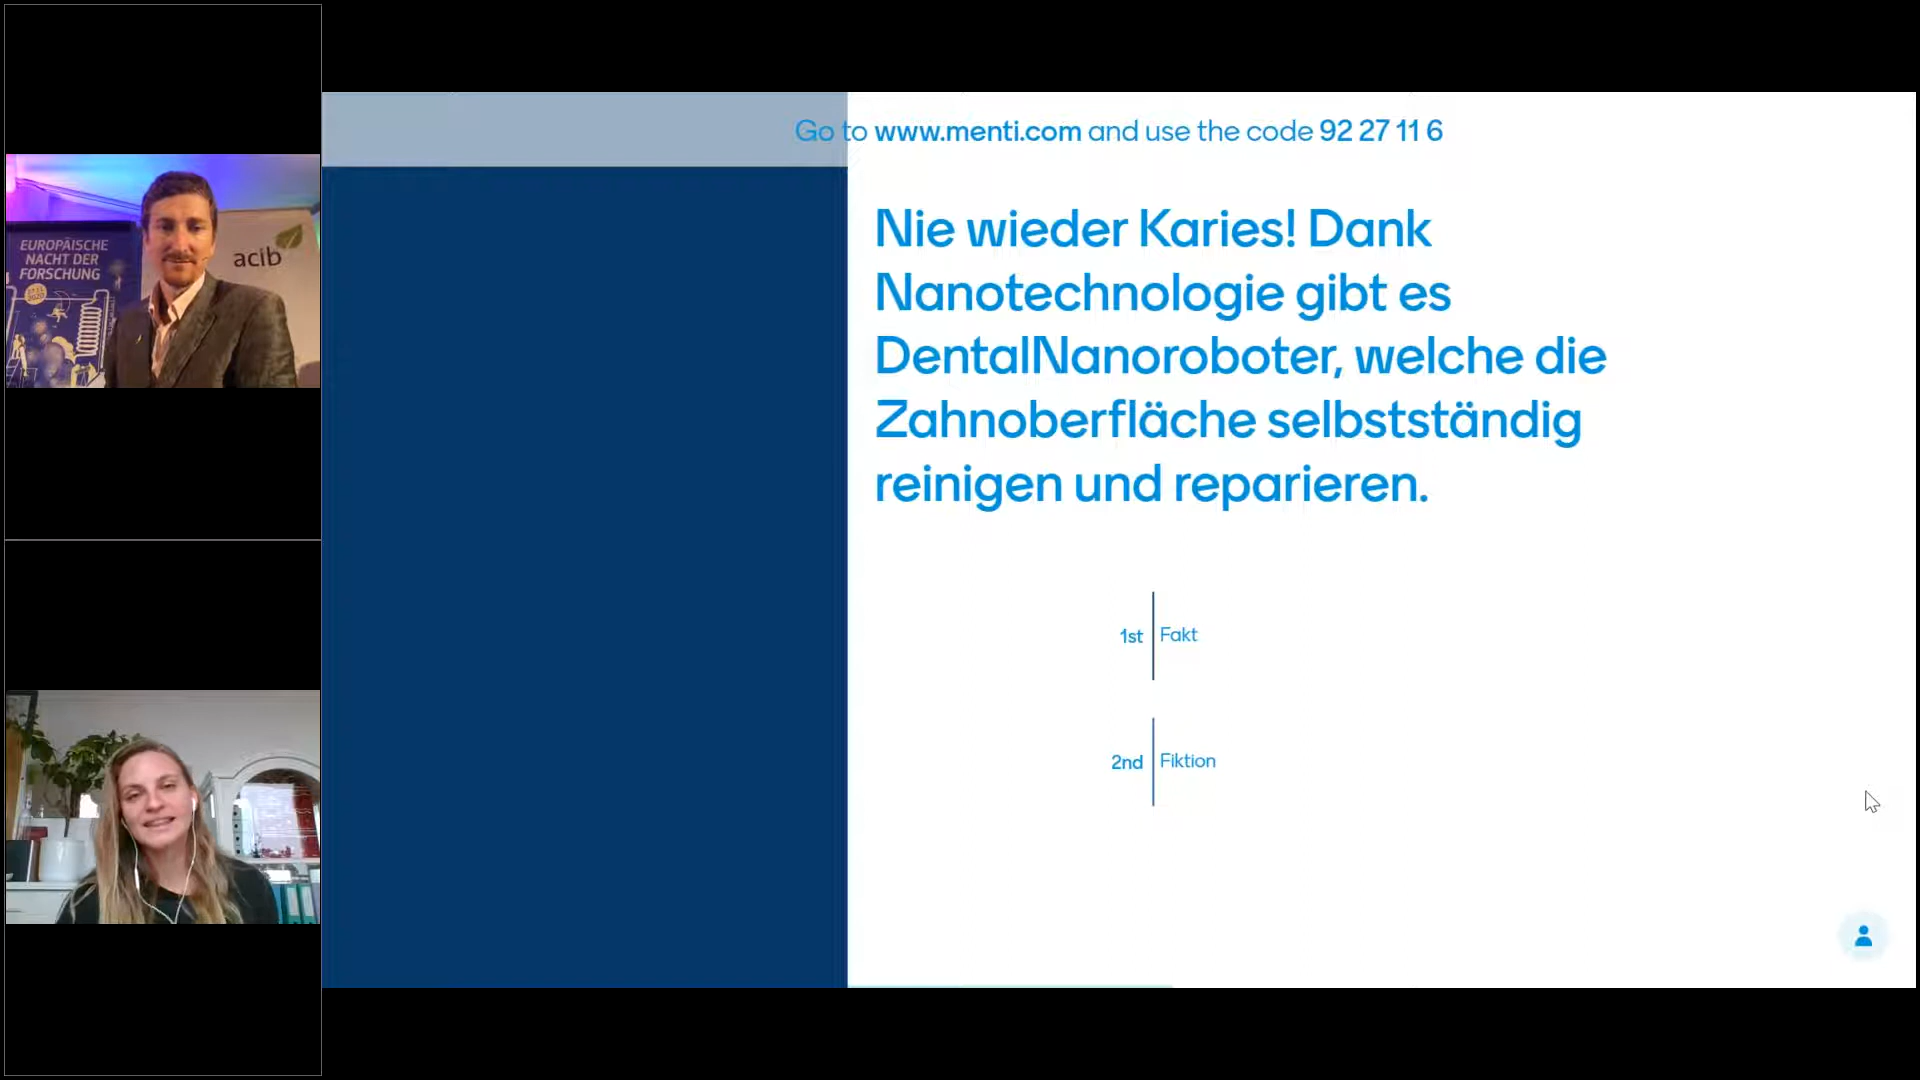 EUROPÄISCHE
NACHT DER
FORSCHUNG
acib
Go to www.menti.com and use the code 92 27 11 6
Nie wieder Karies! Dank
Nanotechnologie gibt es
DentalNanoroboter, welche die
Zahnoberfläche selbstständig
reinigen und reparieren.
1st Fakt
2nd Fiktion